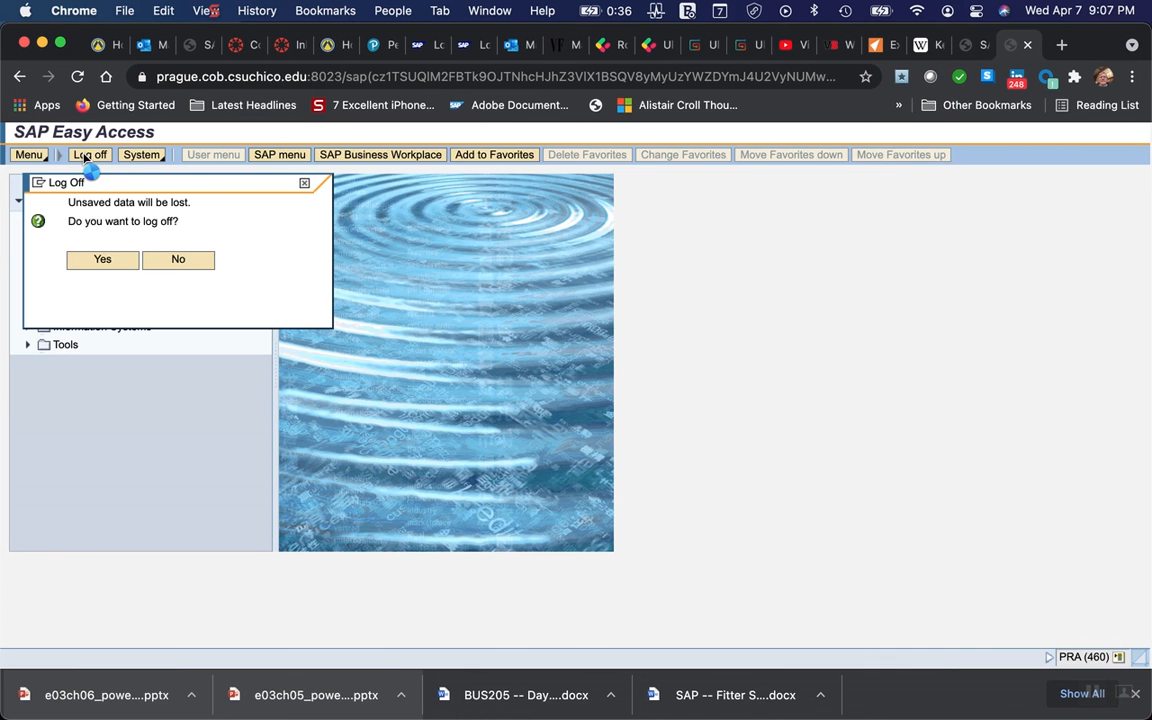 Chrome File Edit View History Bookmarks People Tab Window Help 0:36 Wed Apr 7 9:07 PM
prague.cob.csuchico.edu:8023/sap(cz1TSUQlM2FBTk9OJTNhcHJhZ3VlX1BSQV8yMyUzYWZDYmJ4U2VyNUMw...
248
Apps Getting Started Latest Headlines 7 Excellent iPhone... Adobe Document... Alistair Croll Thou... » Other Bookmarks Reading List
SAP Easy Access
Menu Log off System User menu SAP menu SAP Business Workplace Add to Favorites Delete Favorites Change Favorites Move Favorites down Move Favorites up
Log Off
Unsaved data will be lost.
Do you want to log off?
Yes No
Information Systems
Tools
PRA (460)
e03ch06_powe....pptx e03ch05_powe....pptx BUS205 -- Day....docx SAP -- Fitter S....docx Show All